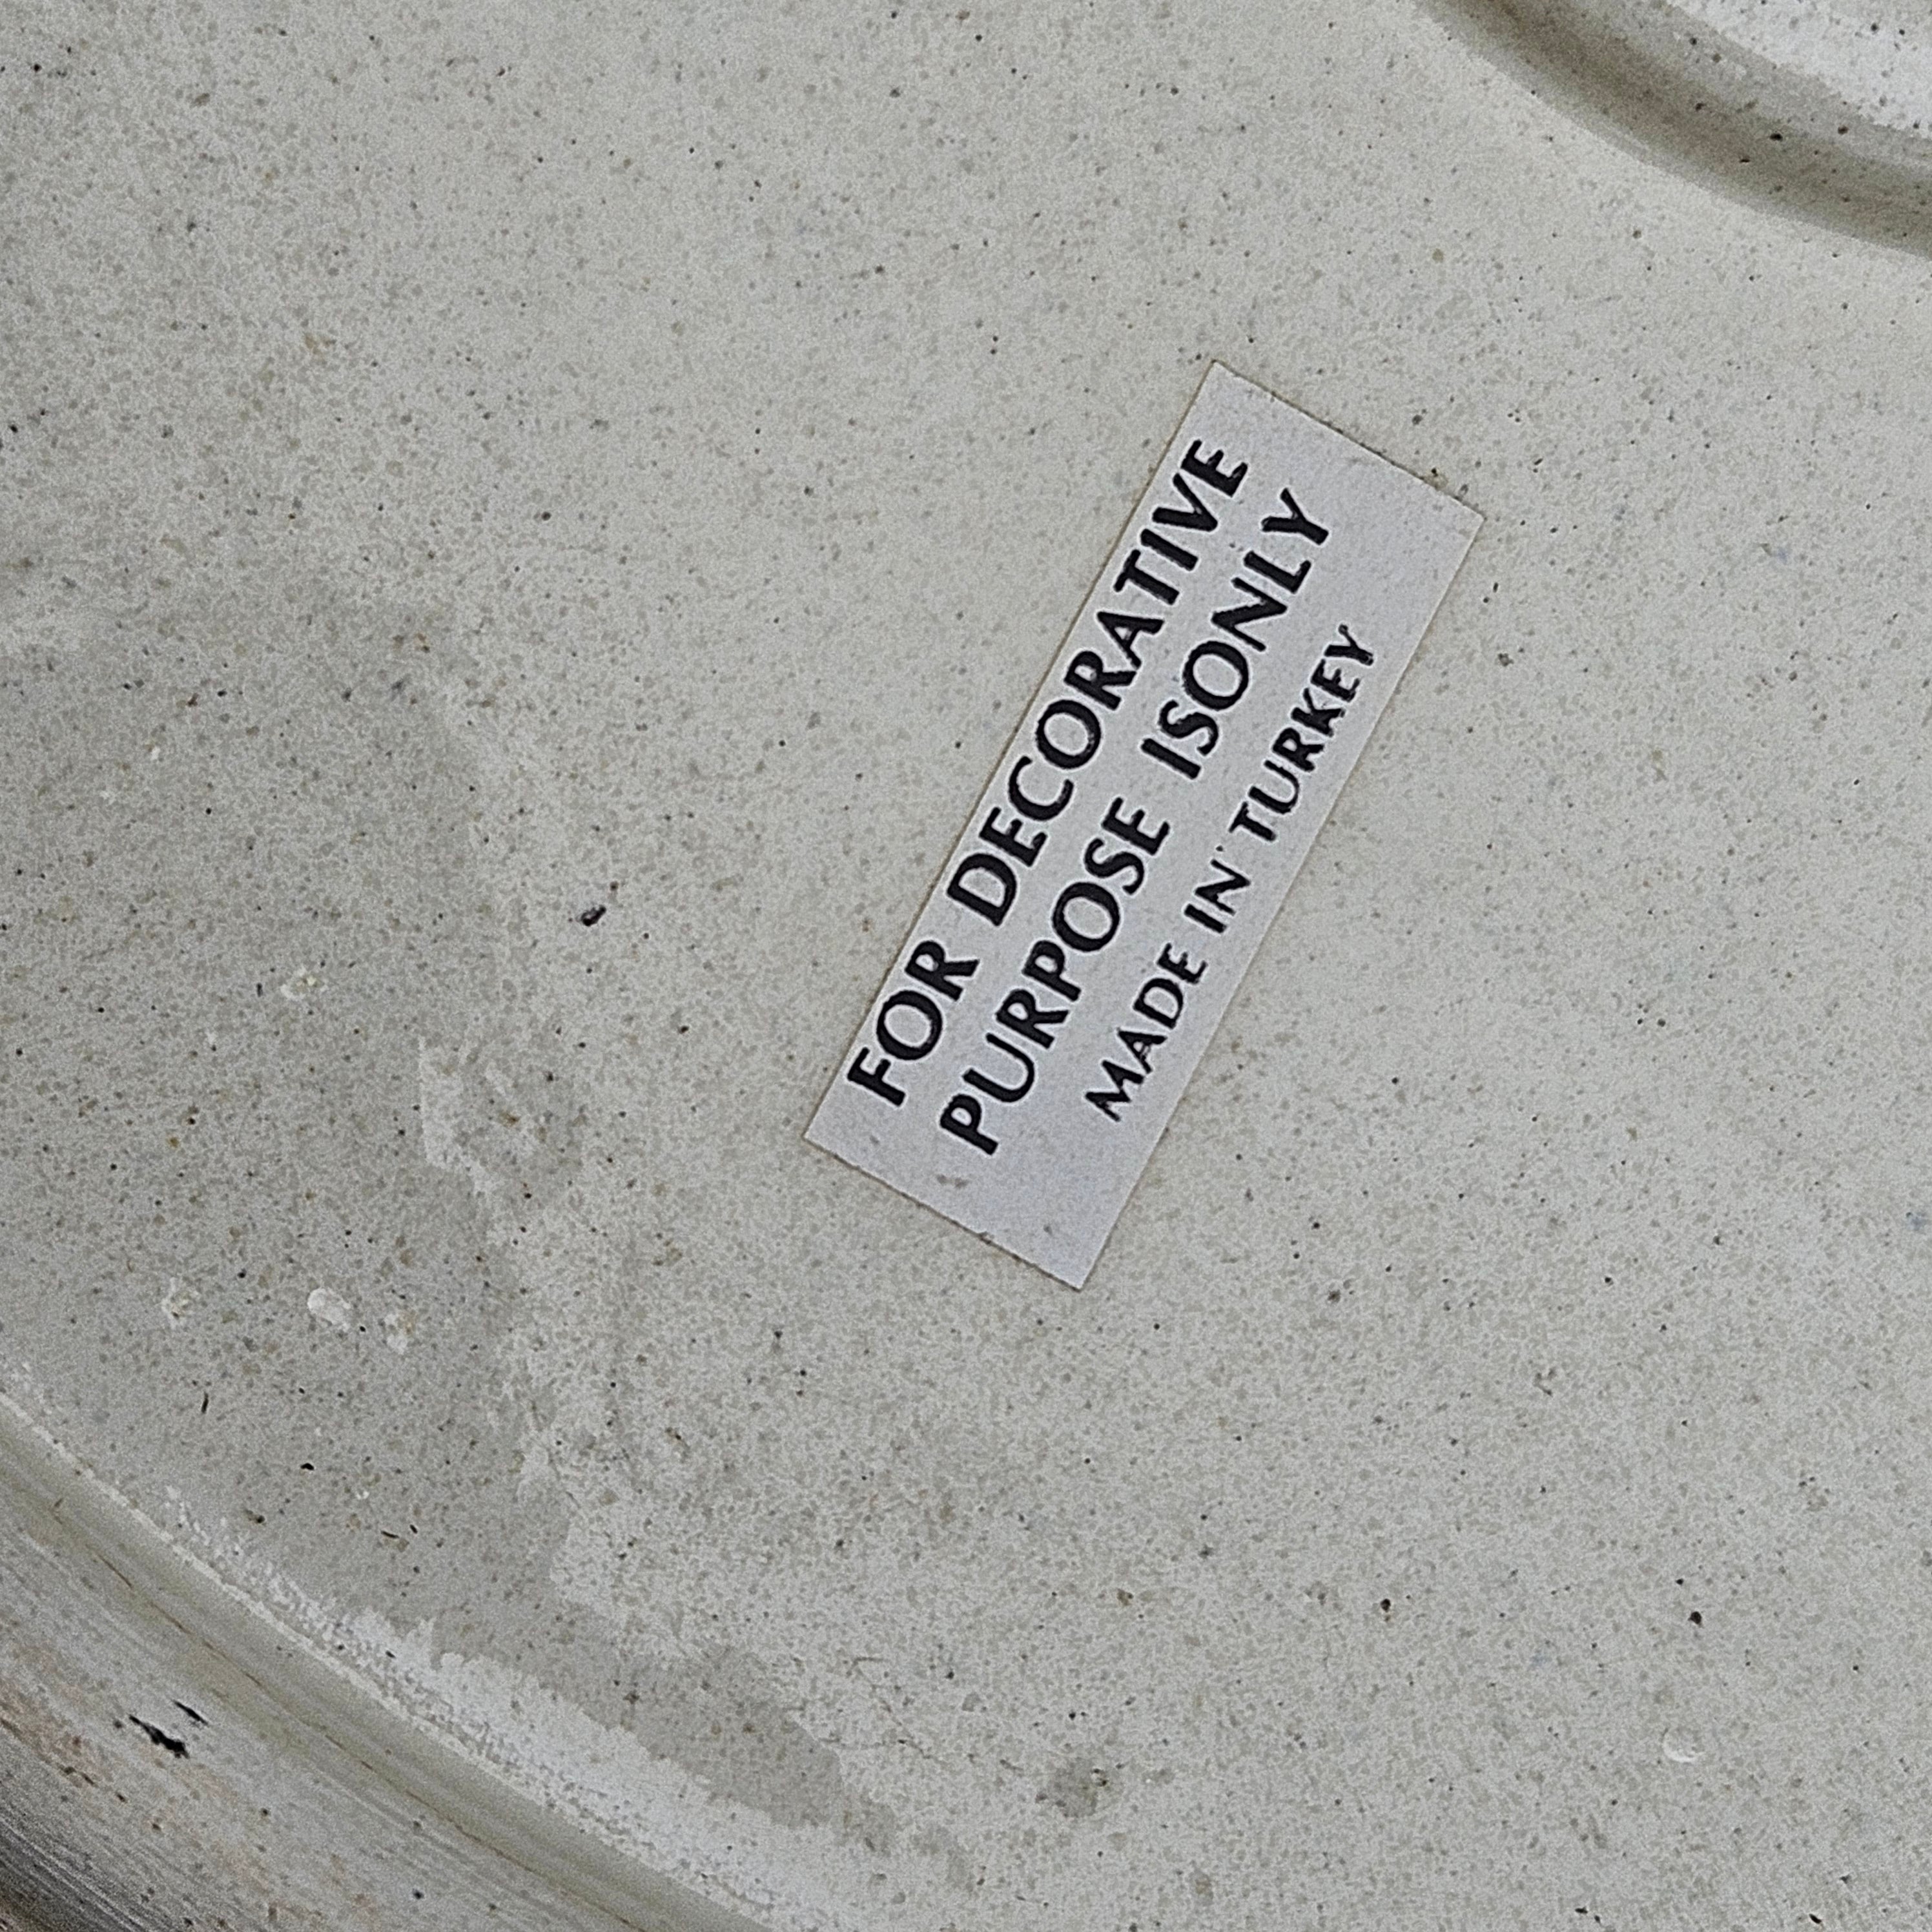 FOR DECORATIVE
PURPOSE ISONLY
MADE IN TURKEY